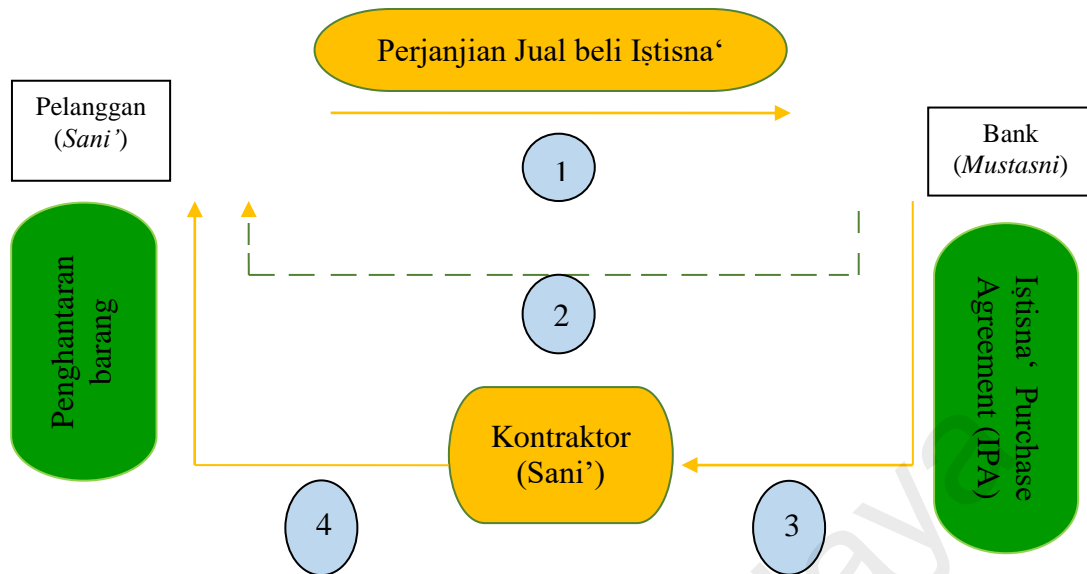 Perjanjian Jual beli Iṣtisna‘
Pelanggan
(Sani’)
Bank
(Mustasni)
1
Penghantaran
barang
2
Iṣtisna‘ Purchase
Agreement (IPA)
Kontraktor
(Sani’)
4
3